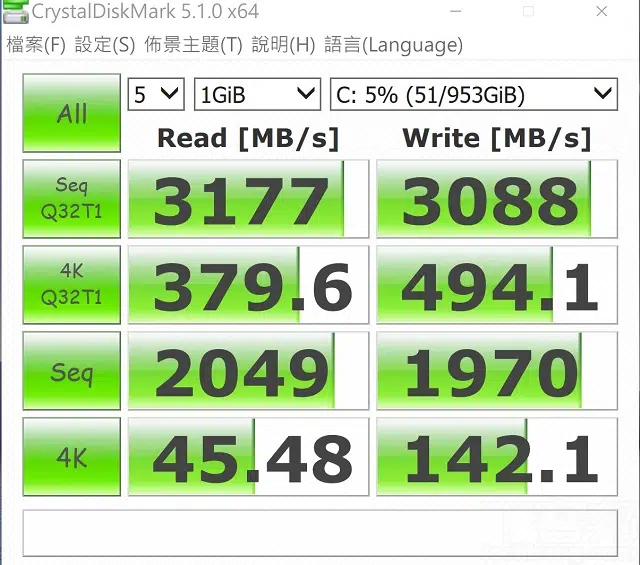 CrystalDiskMark 5.1.0 x64
檔案(F) 設定(S) 佈景主題(T) 說明(H) 語言(Language)
All 5 1GiB C: 5% (51/953GiB)
Read [MB/s] Write [MB/s]
Seq
Q32T1
3177 3088
4K
Q32T1
379.6 494.1
Seq 2049 1970
4K 45.48 142.1